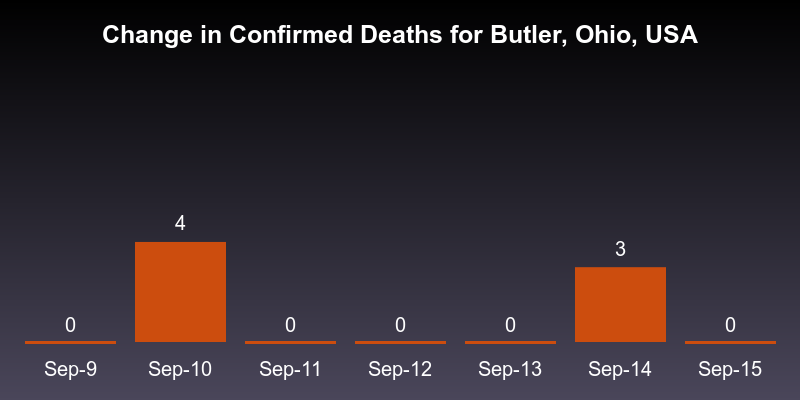 Change in Confirmed Deaths for Butler, Ohio, USA
4
3
0 0 0 0 0
Sep-9 Sep-10 Sep-11 Sep-12 Sep-13 Sep-14 Sep-15